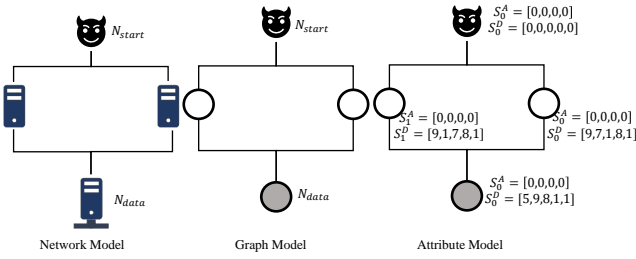 N_start
N_data
Network Model
N_start
N_data
Graph Model
S_0^A = [0,0,0,0]
S_0^D = [0,0,0,0,0]
S_1^A = [0,0,0,0]
S_1^D = [9,1,7,8,1]
S_0^A = [0,0,0,0]
S_0^D = [9,7,1,8,1]
S_0^A = [0,0,0,0]
S_0^D = [5,9,8,1,1]
Attribute Model